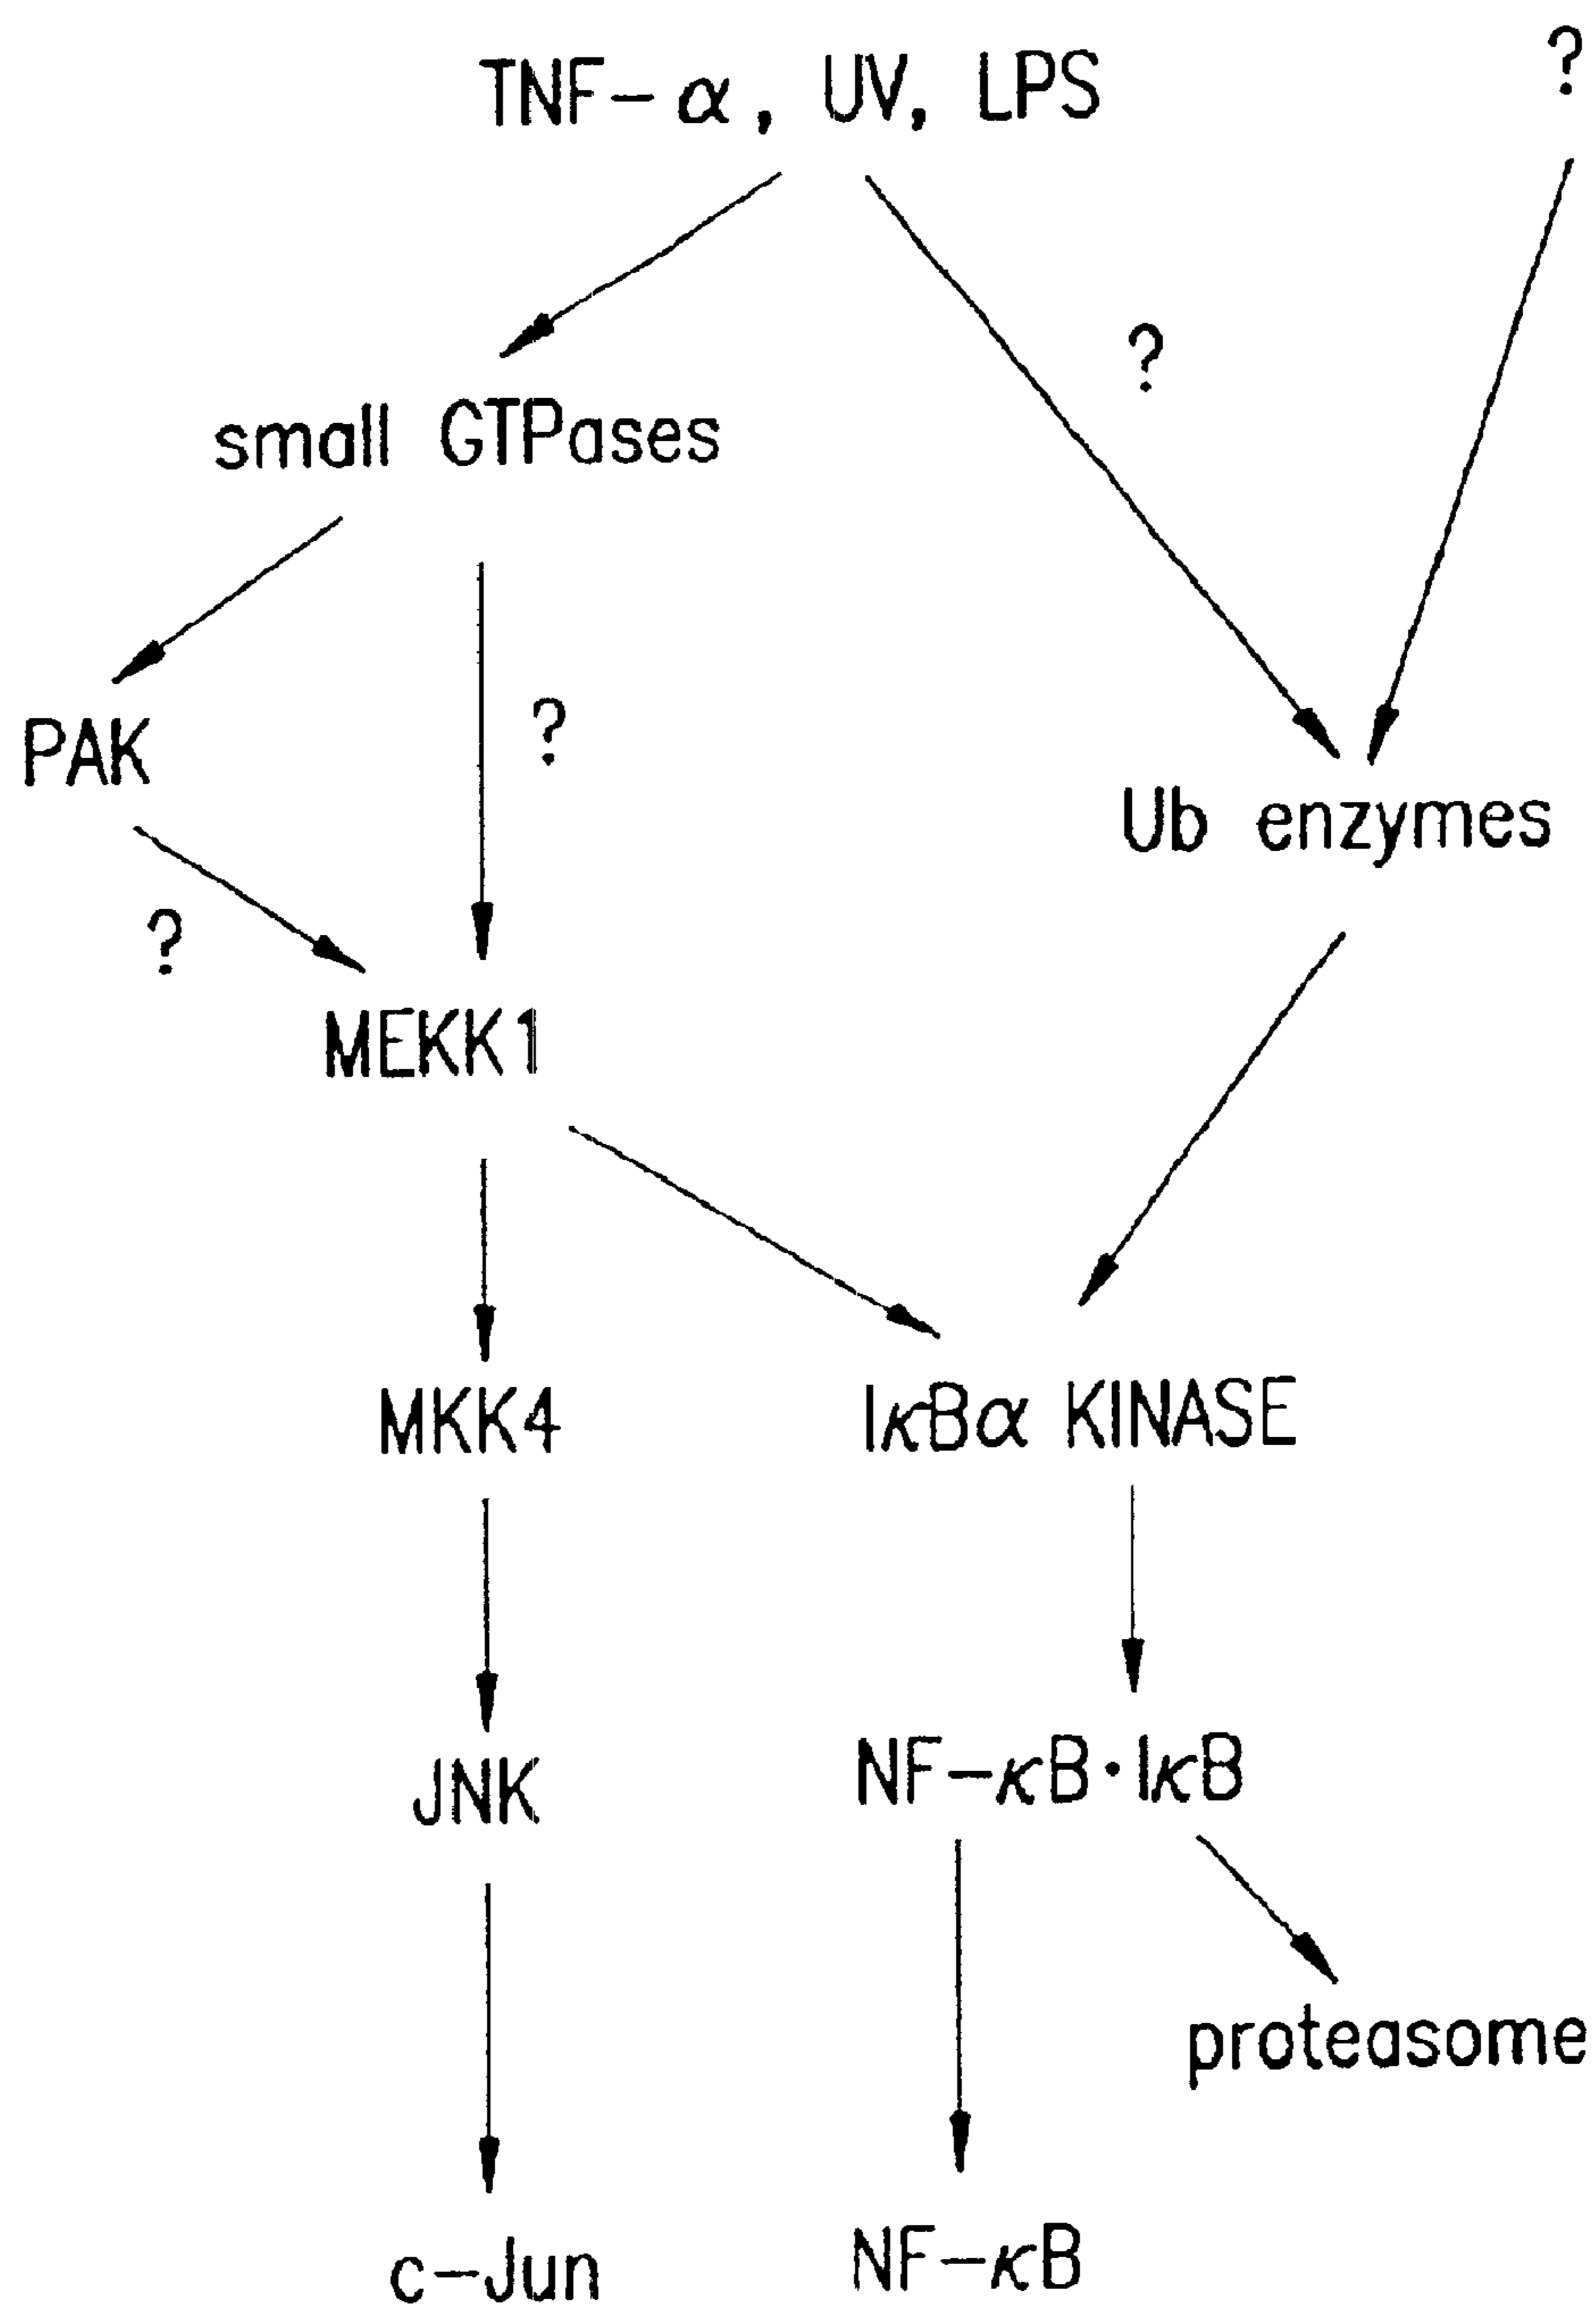 TNF-α, UV, LPS
?
?
small GTPases
?
PAK
Ub enzymes
?
MEKK1
MKK4
IκBα KINASE
JNK
NF-κB·IκB
proteasome
c-Jun
NF-κB